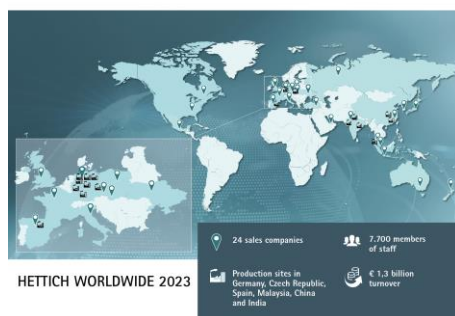 24 sales companies
7.700 members
of staff
Production sites in
Germany, Czech Republic,
Spain, Malaysia, China
and India
€ 1,3 billion
turnover
HETTICH WORLDWIDE 2023